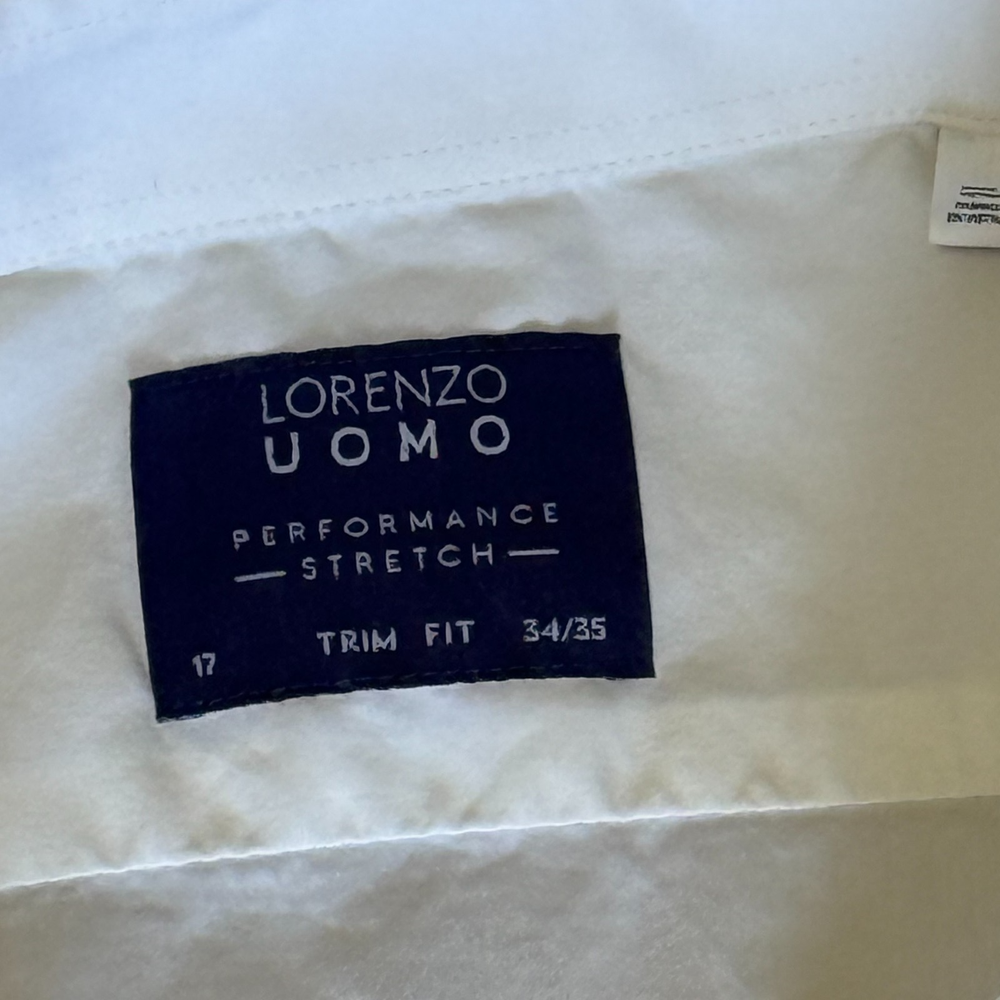 LORENZO
UOMO
PERFORMANCE
STRETCH
17 TRIM FIT 34/35